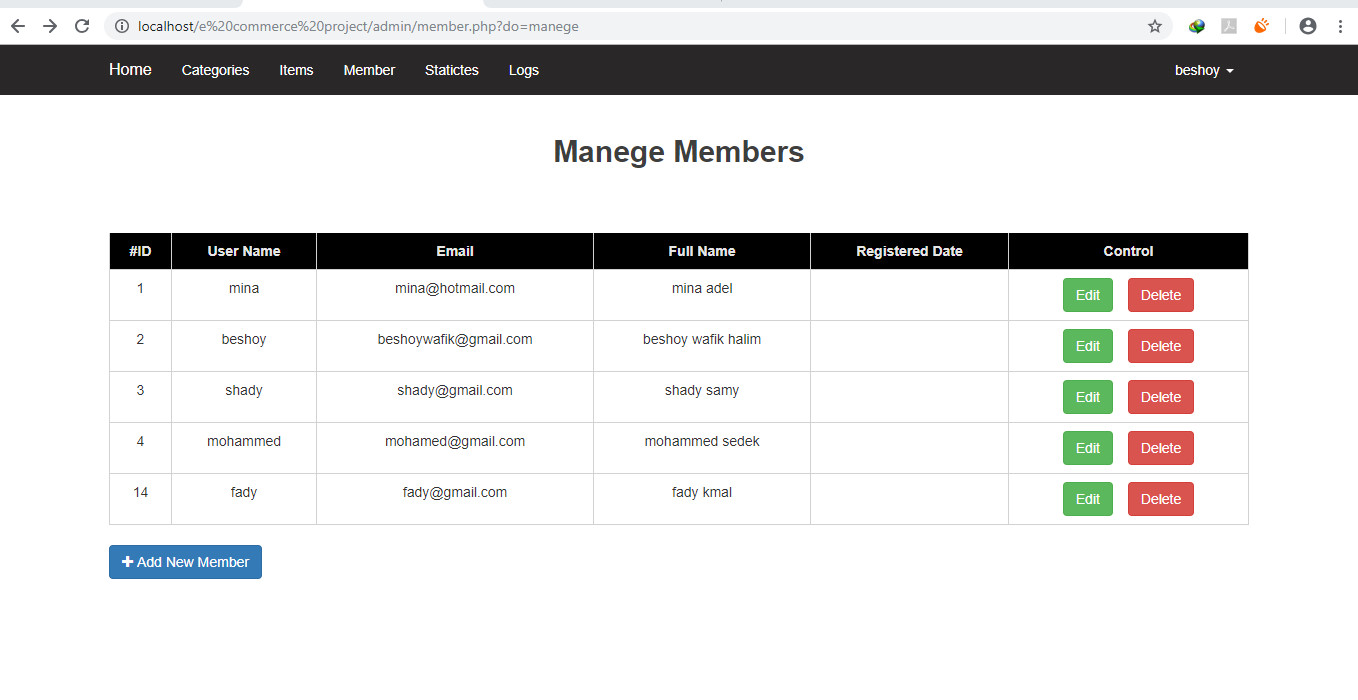 localhost/e%20commerce%20project/admin/member.php?do=manege
Home Categories Items Member Statictes Logs beshoy
Manege Members
#ID User Name Email Full Name Registered Date Control
1 mina mina@hotmail.com mina adel Edit Delete
2 beshoy beshoywafik@gmail.com beshoy wafik halim Edit Delete
3 shady shady@gmail.com shady samy Edit Delete
4 mohammed mohamed@gmail.com mohammed sedek Edit Delete
14 fady fady@gmail.com fady kmal Edit Delete
Add New Member